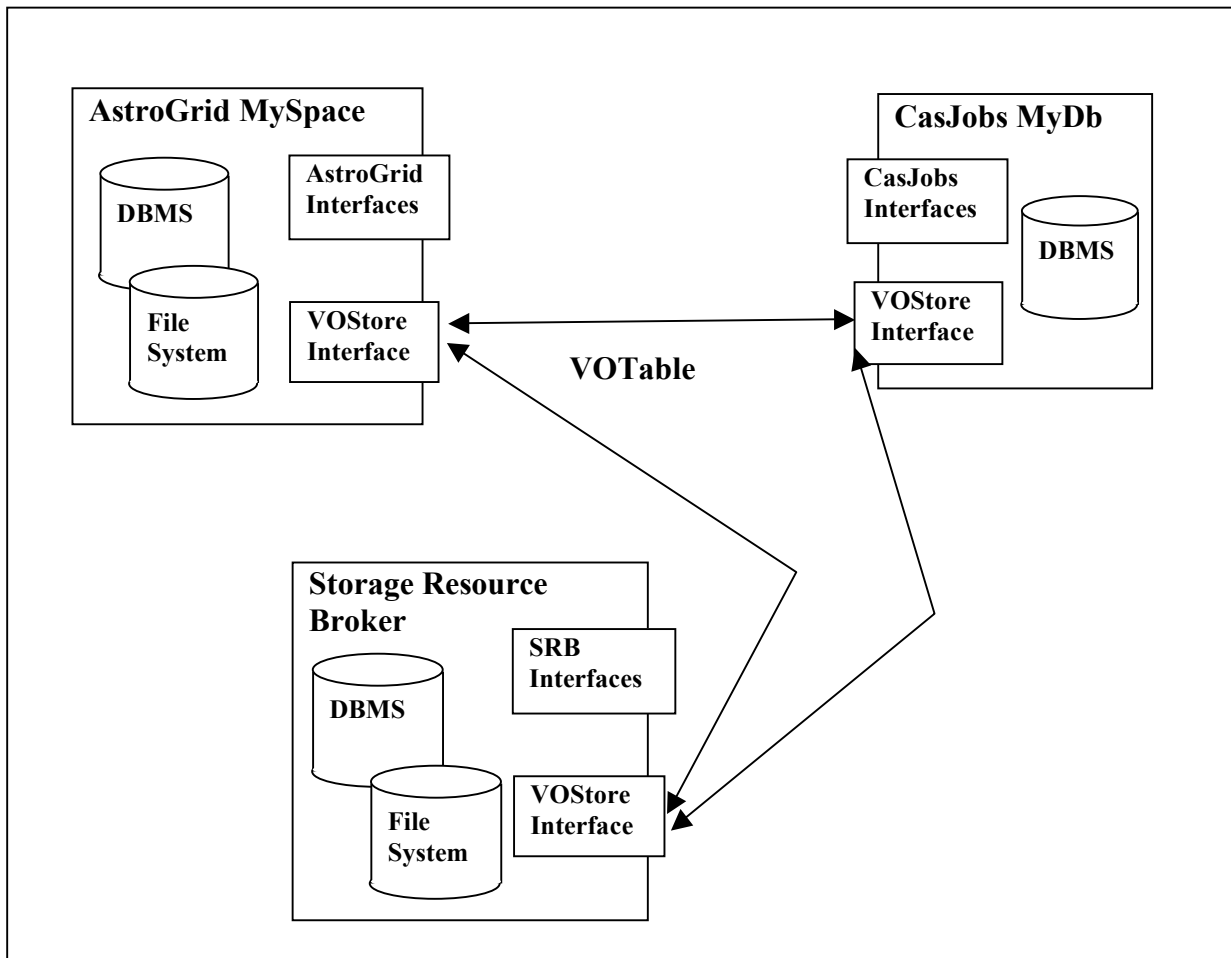 AstroGrid MySpace
DBMS
File
System
AstroGrid
Interfaces
VOStore
Interface
VOTable
CasJobs MyDb
CasJobs
Interfaces
DBMS
VOStore
Interface
Storage Resource
Broker
DBMS
File
System
SRB
Interfaces
VOStore
Interface